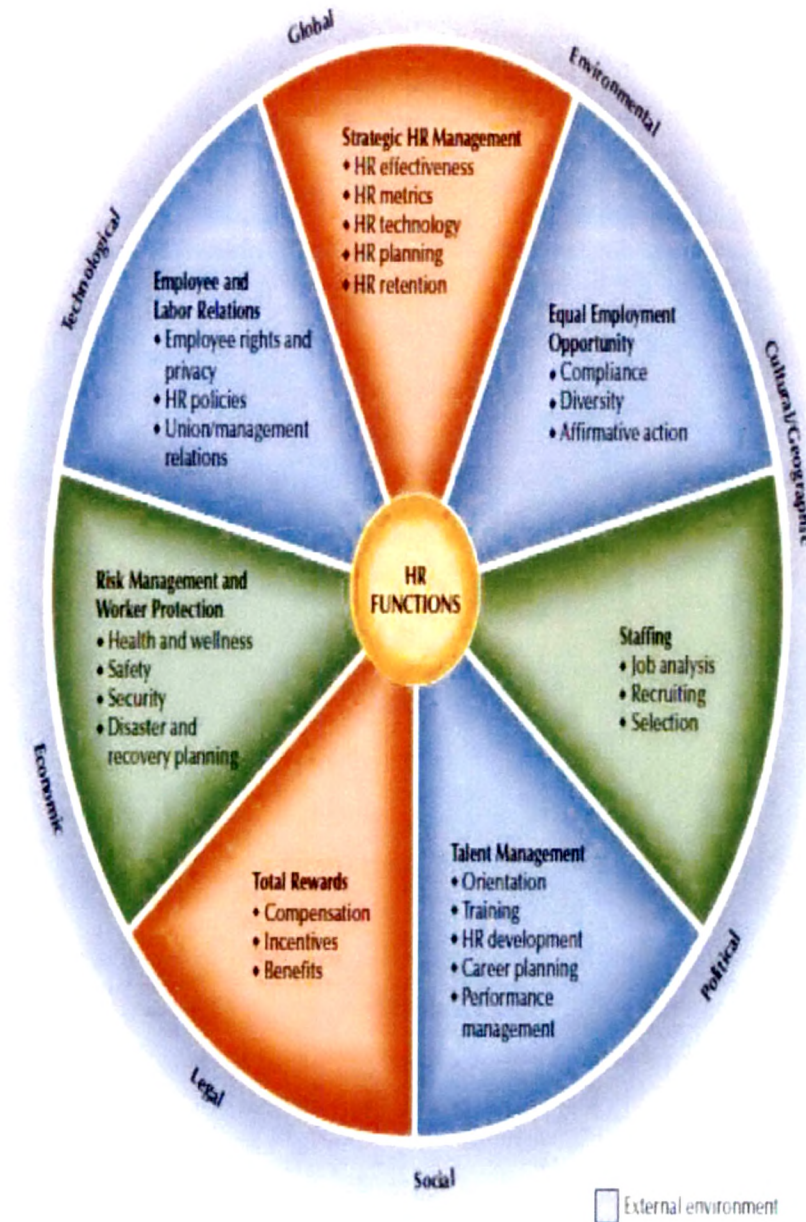 Global
Environmental
Technological
Cultural/Geographic
Strategic HR Management
♦ HR effectiveness
♦ HR metrics
♦ HR technology
♦ HR planning
♦ HR retention
Employee and
Labor Relations
♦ Employee rights and
privacy
♦ HR policies
♦ Union/management
relations
Equal Employment
Opportunity
♦ Compliance
♦ Diversity
♦ Affirmative action
HR
FUNCTIONS
Risk Management and
Worker Protection
♦ Health and wellness
♦ Safety
♦ Security
♦ Disaster and
recovery planning
Staffing
♦ Job analysis
♦ Recruiting
♦ Selection
Economic
Total Rewards
♦ Compensation
♦ Incentives
♦ Benefits
Talent Management
♦ Orientation
♦ Training
♦ HR development
♦ Career planning
♦ Performance
management
Political
Legal
Social
External environment